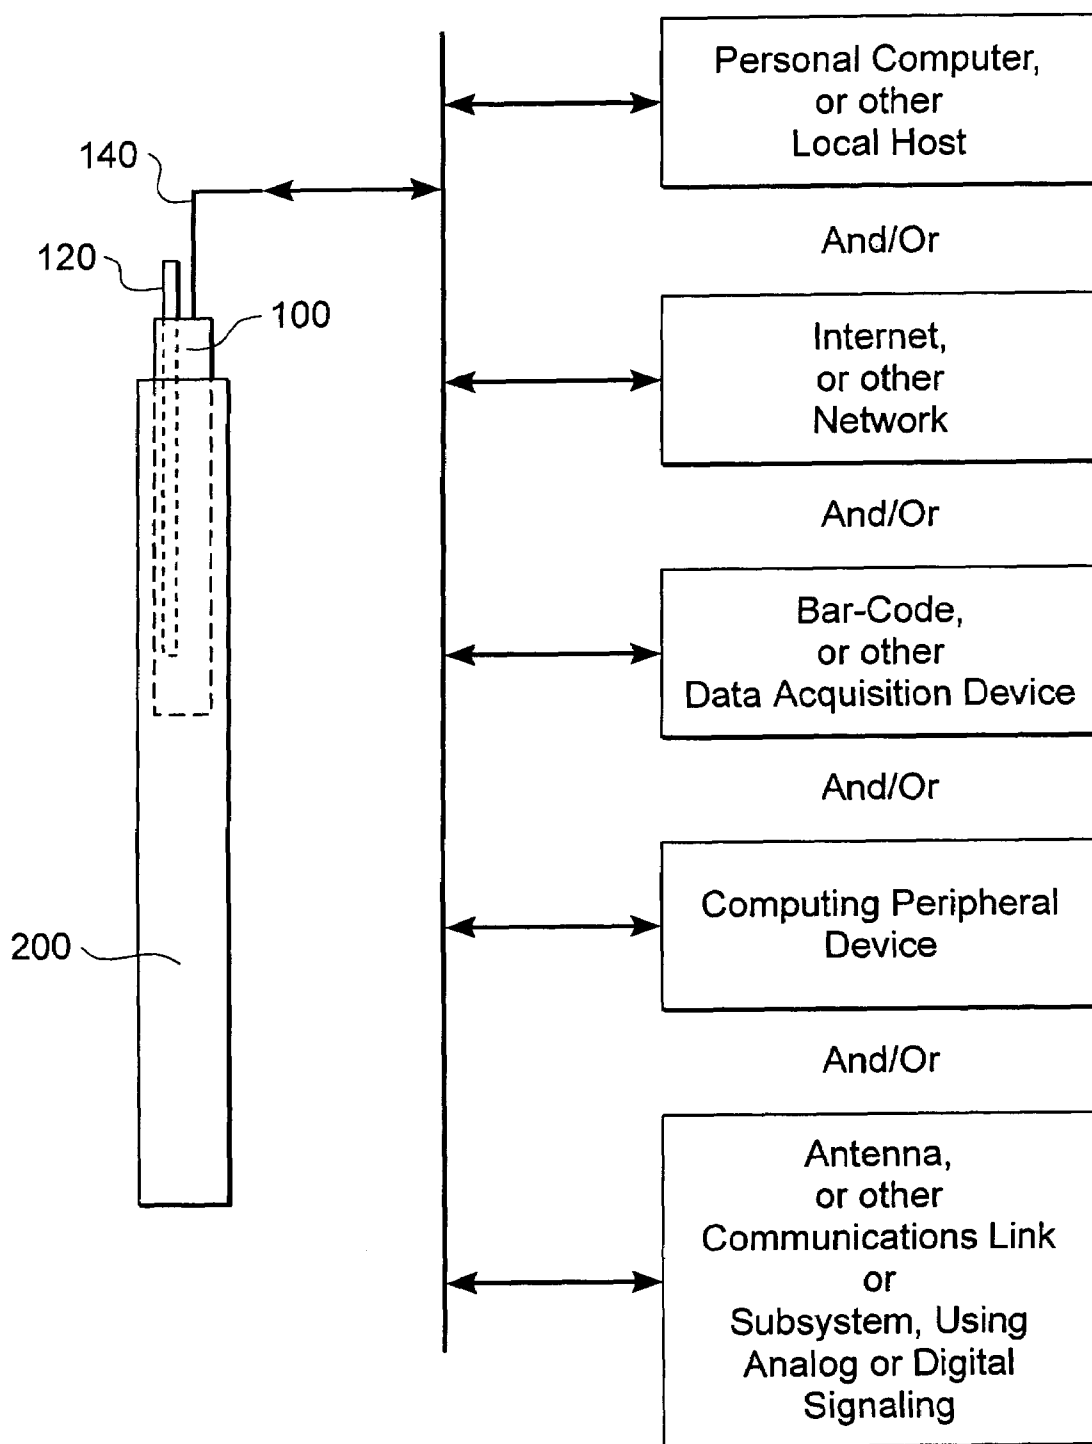 Personal Computer,
or other
Local Host
140
And/Or
120
100
Internet,
or other
Network
And/Or
Bar-Code,
or other
Data Acquisition Device
And/Or
Computing Peripheral
Device
200
And/Or
Antenna,
or other
Communications Link
or
Subsystem, Using
Analog or Digital
Signaling